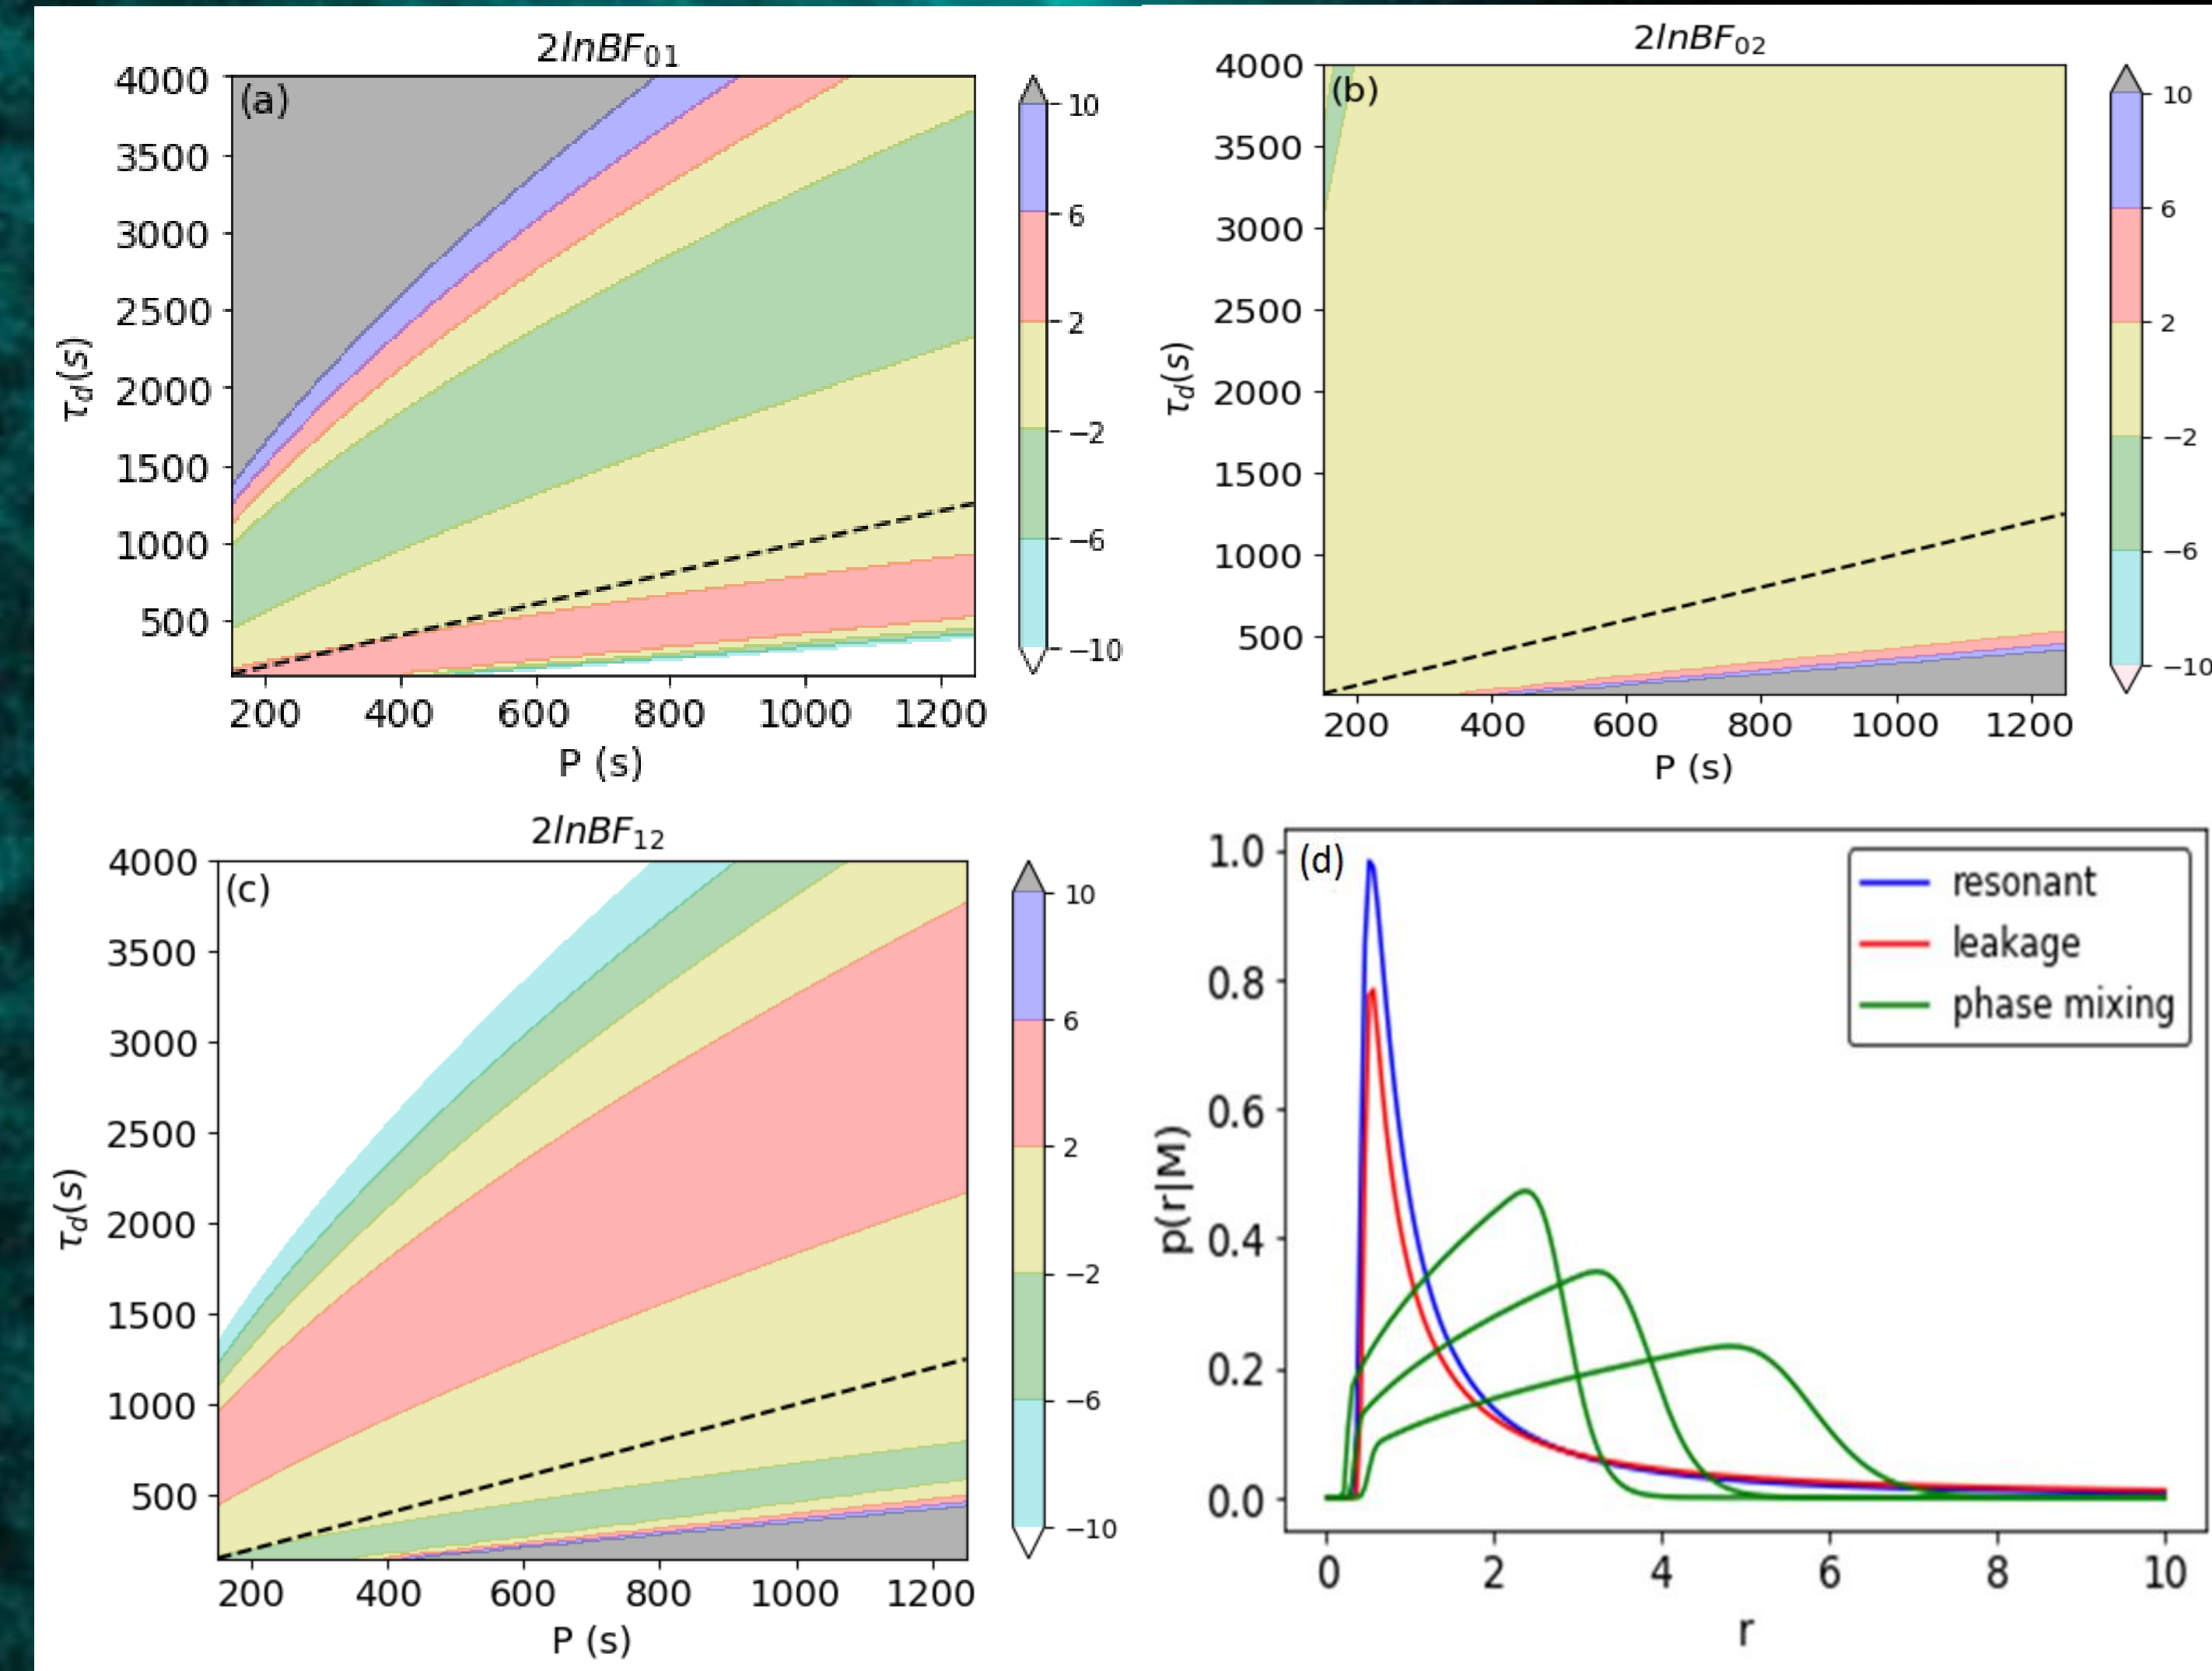 2lnBF01
(a)
4000
3500
3000
2500
2000
1500
1000
500
τd(s)
200 400 600 800 1000 1200
P (s)
10
6
2
−2
−6
−10
2lnBF02
(b)
4000
3500
3000
2500
2000
1500
1000
500
τd(s)
200 400 600 800 1000 1200
P (s)
10
6
2
−2
−6
−10
2lnBF12
(c)
4000
3500
3000
2500
2000
1500
1000
500
τd(s)
200 400 600 800 1000 1200
P (s)
10
6
2
−2
−6
−10
(d)
resonant
leakage
phase mixing
1.0
0.8
0.6
0.4
0.2
0.0
p(r|M)
0 2 4 6 8 10
r